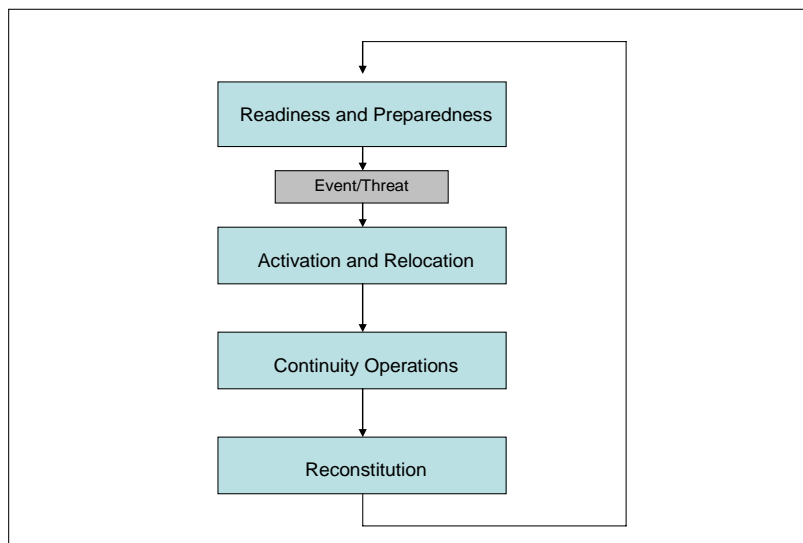 Readiness and Preparedness
Event/Threat
Activation and Relocation
Continuity Operations
Reconstitution